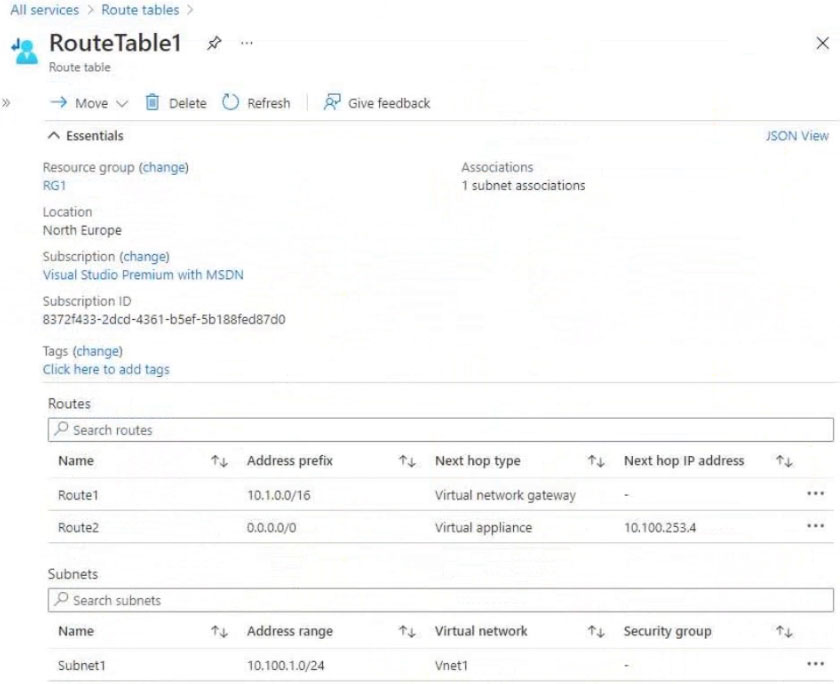 All services > Route tables >
RouteTable1 ...
Route table
» Move Delete Refresh Give feedback
Essentials JSON View
Resource group (change) Associations
RG1 1 subnet associations
Location
North Europe
Subscription (change)
Visual Studio Premium with MSDN
Subscription ID
8372f433-2dcd-4361-b5ef-5b188fed87d0
Tags (change)
Click here to add tags
Routes
Search routes
Name Address prefix Next hop type Next hop IP address
Route1 10.1.0.0/16 Virtual network gateway - ...
Route2 0.0.0.0/0 Virtual appliance 10.100.253.4 ...
Subnets
Search subnets
Name Address range Virtual network Security group
Subnet1 10.100.1.0/24 Vnet1 - ...